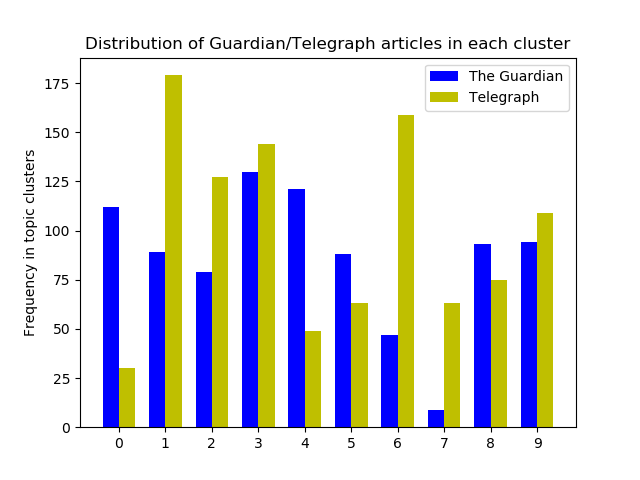 Distribution of Guardian/Telegraph articles in each cluster
The Guardian
Telegraph
Frequency in topic clusters
175
150
125
100
75
50
25
0
0 1 2 3 4 5 6 7 8 9